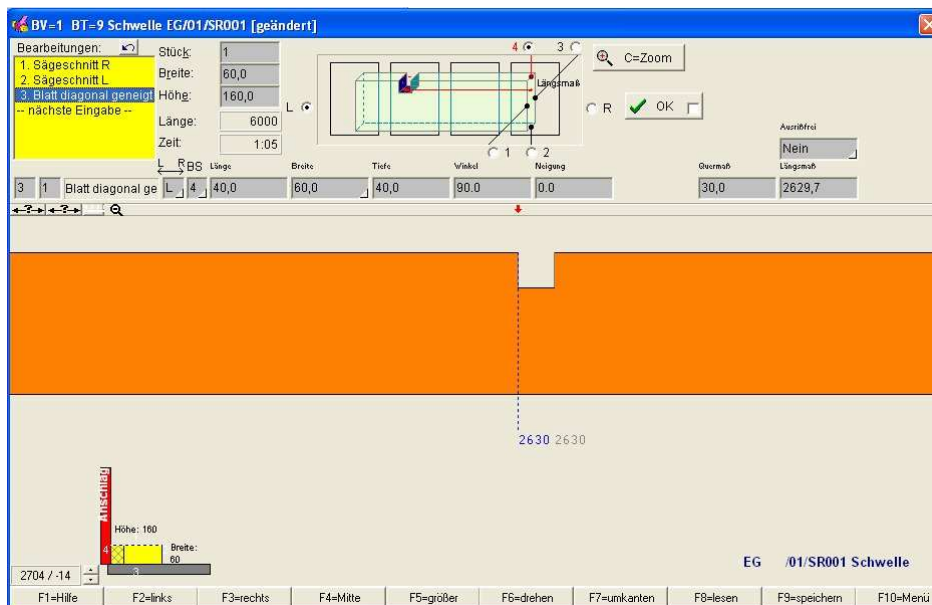 BV=1 BT=9 Schwelle EG/01/SR001 [geändert]
Bearbeitungen:
1. Sägeschnitt R
2. Sägeschnitt L
3. Blatt diagonal geneigt
-- nächste Eingabe --
Stück: 1
Breite: 60,0
Höhe: 160,0
Länge: 6000
Zeit: 1:05
4 3
Längsmaß
L R
1 2
C=Zoom
OK
Ausrißfrei
Nein
L R BS Länge Breite Tiefe Winkel Neigung Quermaß Längsmaß
3 1 Blatt diagonal ge L 4 40,0 60,0 40,0 90.0 0.0 30,0 2629,7
←?→ ←?→
2630 2630
Anschlag
Höhe: 160
4
Breite:
60
3
EG /01/SR001 Schwelle
2704 / -14
F1=Hilfe F2=links F3=rechts F4=Mitte F5=größer F6=drehen F7=umkanten F8=lesen F9=speichern F10=Menü